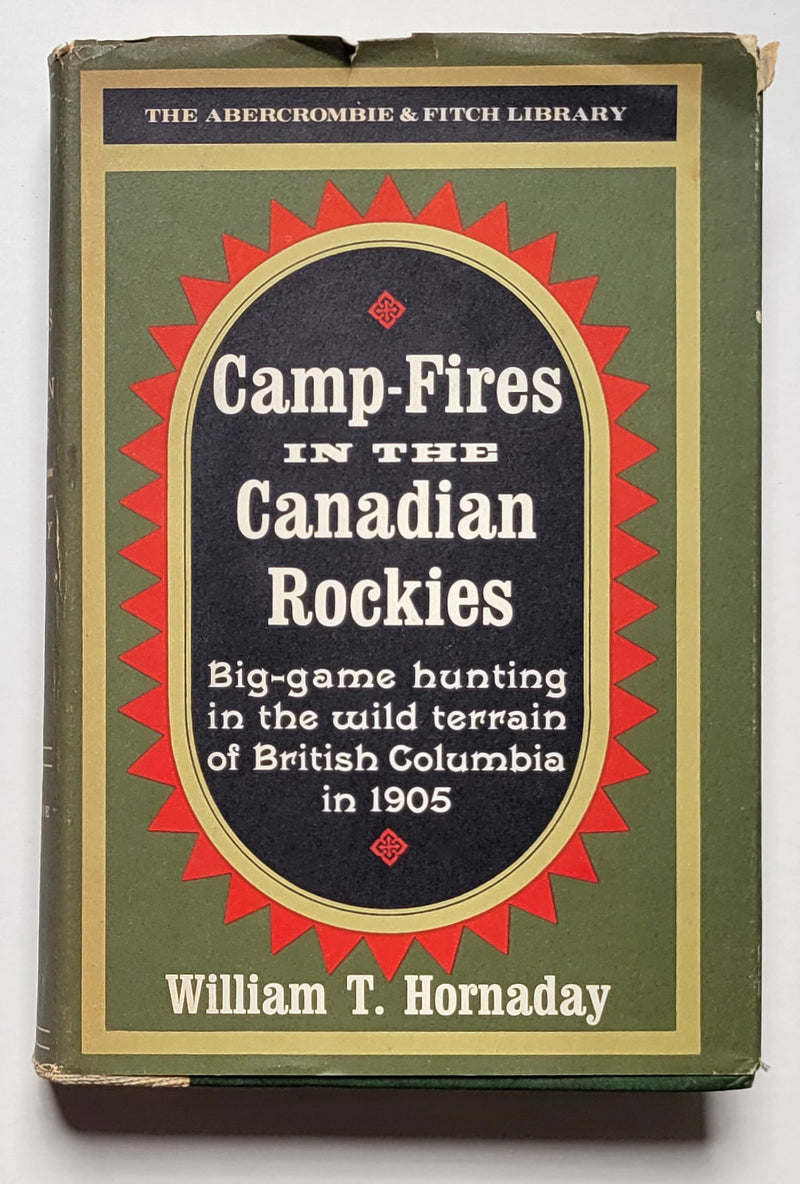 THE ABERCROMBIE & FITCH LIBRARY
Camp-Fires
IN THE
Canadian
Rockies
Big-game hunting
in the wild terrain
of British Columbia
in 1905
William T. Hornaday